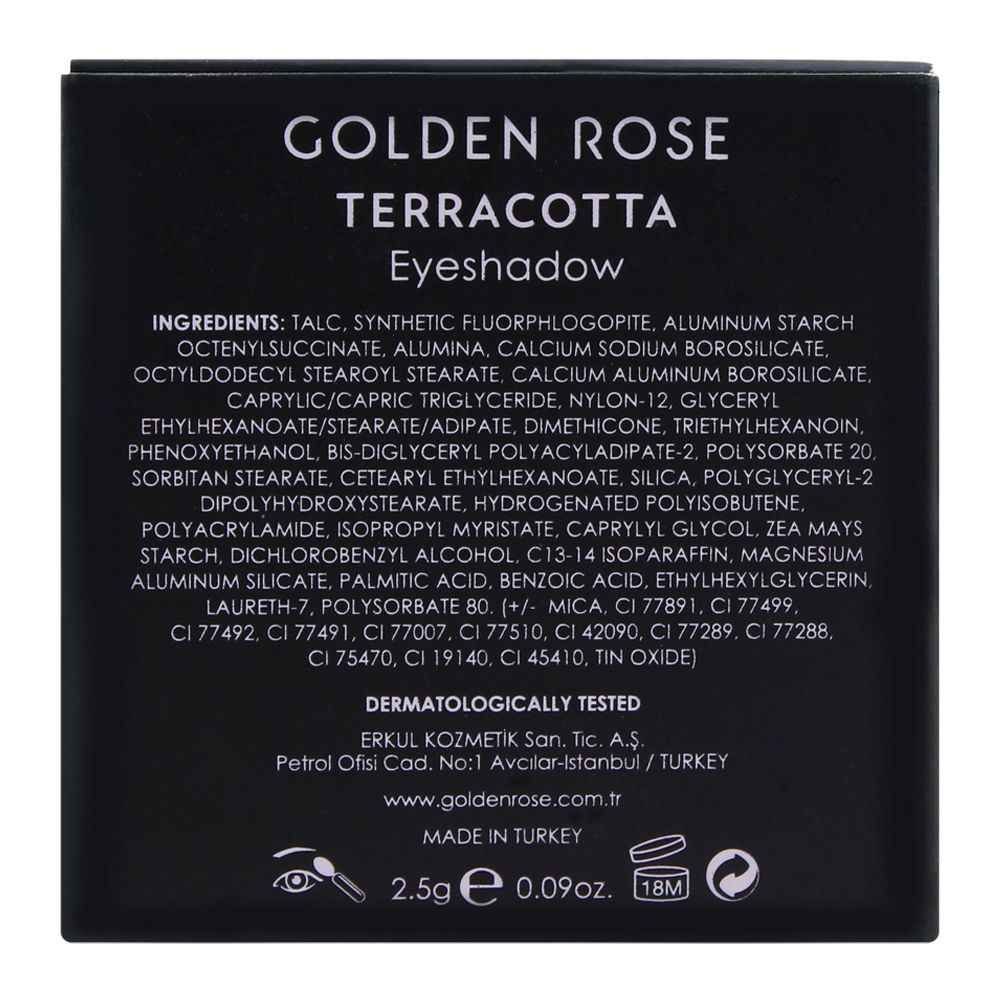 GOLDEN ROSE
TERRACOTTA
Eyeshadow
INGREDIENTS: TALC, SYNTHETIC FLUORPHLOGOPITE, ALUMINUM STARCH
OCTENYLSUCCINATE, ALUMINA, CALCIUM SODIUM BOROSILICATE,
OCTYLDODECYL STEAROYL STEARATE, CALCIUM ALUMINUM BOROSILICATE,
CAPRYLIC/CAPRIC TRIGLYCERIDE, NYLON-12, GLYCERYL
ETHYLHEXANOATE/STEARATE/ADIPATE, DIMETHICONE, TRIETHYLHEXANOIN,
PHENOXYETHANOL, BIS-DIGLYCERYL POLYACYLADIPATE-2, POLYSORBATE 20,
SORBITAN STEARATE, CETEARYL ETHYLHEXANOATE, SILICA, POLYGLYCERYL-2
DIPOLYHYDROXYSTEARATE, HYDROGENATED POLYISOBUTENE,
POLYACRYLAMIDE, ISOPROPYL MYRISTATE, CAPRYLYL GLYCOL, ZEA MAYS
STARCH, DICHLOROBENZYL ALCOHOL, C13-14 ISOPARAFFIN, MAGNESIUM
ALUMINUM SILICATE, PALMITIC ACID, BENZOIC ACID, ETHYLHEXYLGLYCERIN,
LAURETH-7, POLYSORBATE 80. (+/- MICA, CI 77891, CI 77499,
CI 77492, CI 77491, CI 77007, CI 77510, CI 42090, CI 77289, CI 77288,
CI 75470, CI 19140, CI 45410, TIN OXIDE)
DERMATOLOGICALLY TESTED
ERKUL KOZMETİK San. Tic. A.Ş.
Petrol Ofisi Cad. No:1 Avcılar-Istanbul / TURKEY
www.goldenrose.com.tr
MADE IN TURKEY
2.5g e 0.09oz. 18M